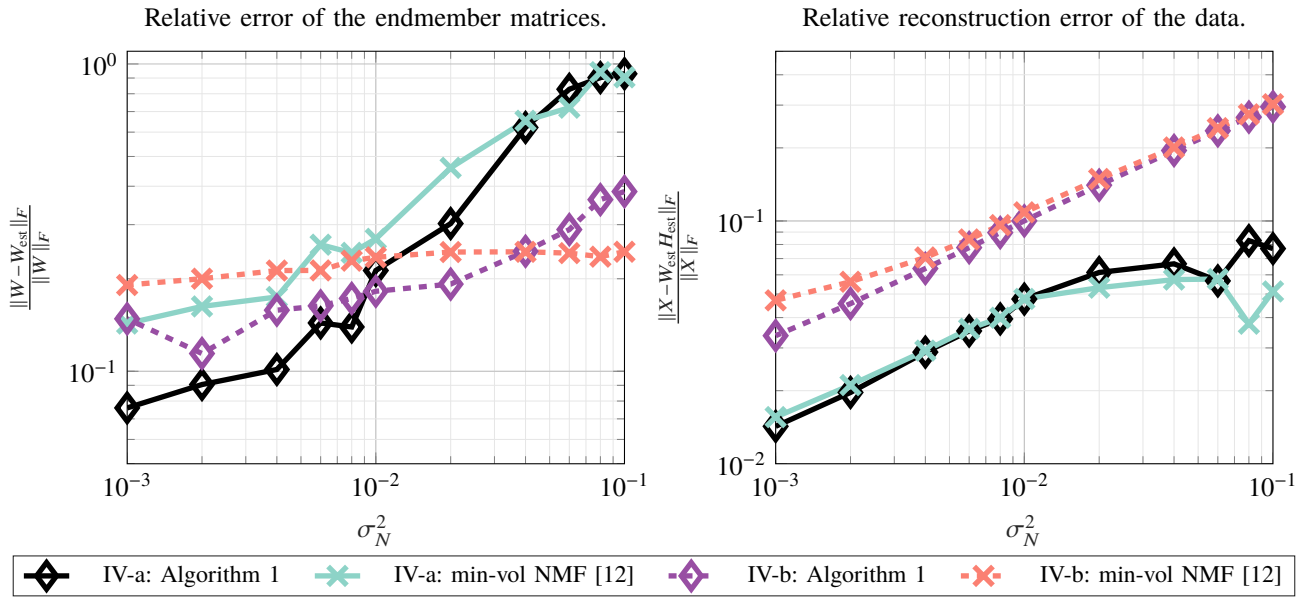 Relative error of the endmember matrices.
10^0
10^-1
10^-3
10^-2
10^-1
||W−W_est||_F
||W||_F
σ_N^2
Relative reconstruction error of the data.
10^-1
10^-2
10^-3
10^-2
10^-1
||X−W_est H_est||_F
||X||_F
σ_N^2
IV-a: Algorithm 1 IV-a: min-vol NMF [12] IV-b: Algorithm 1 IV-b: min-vol NMF [12]